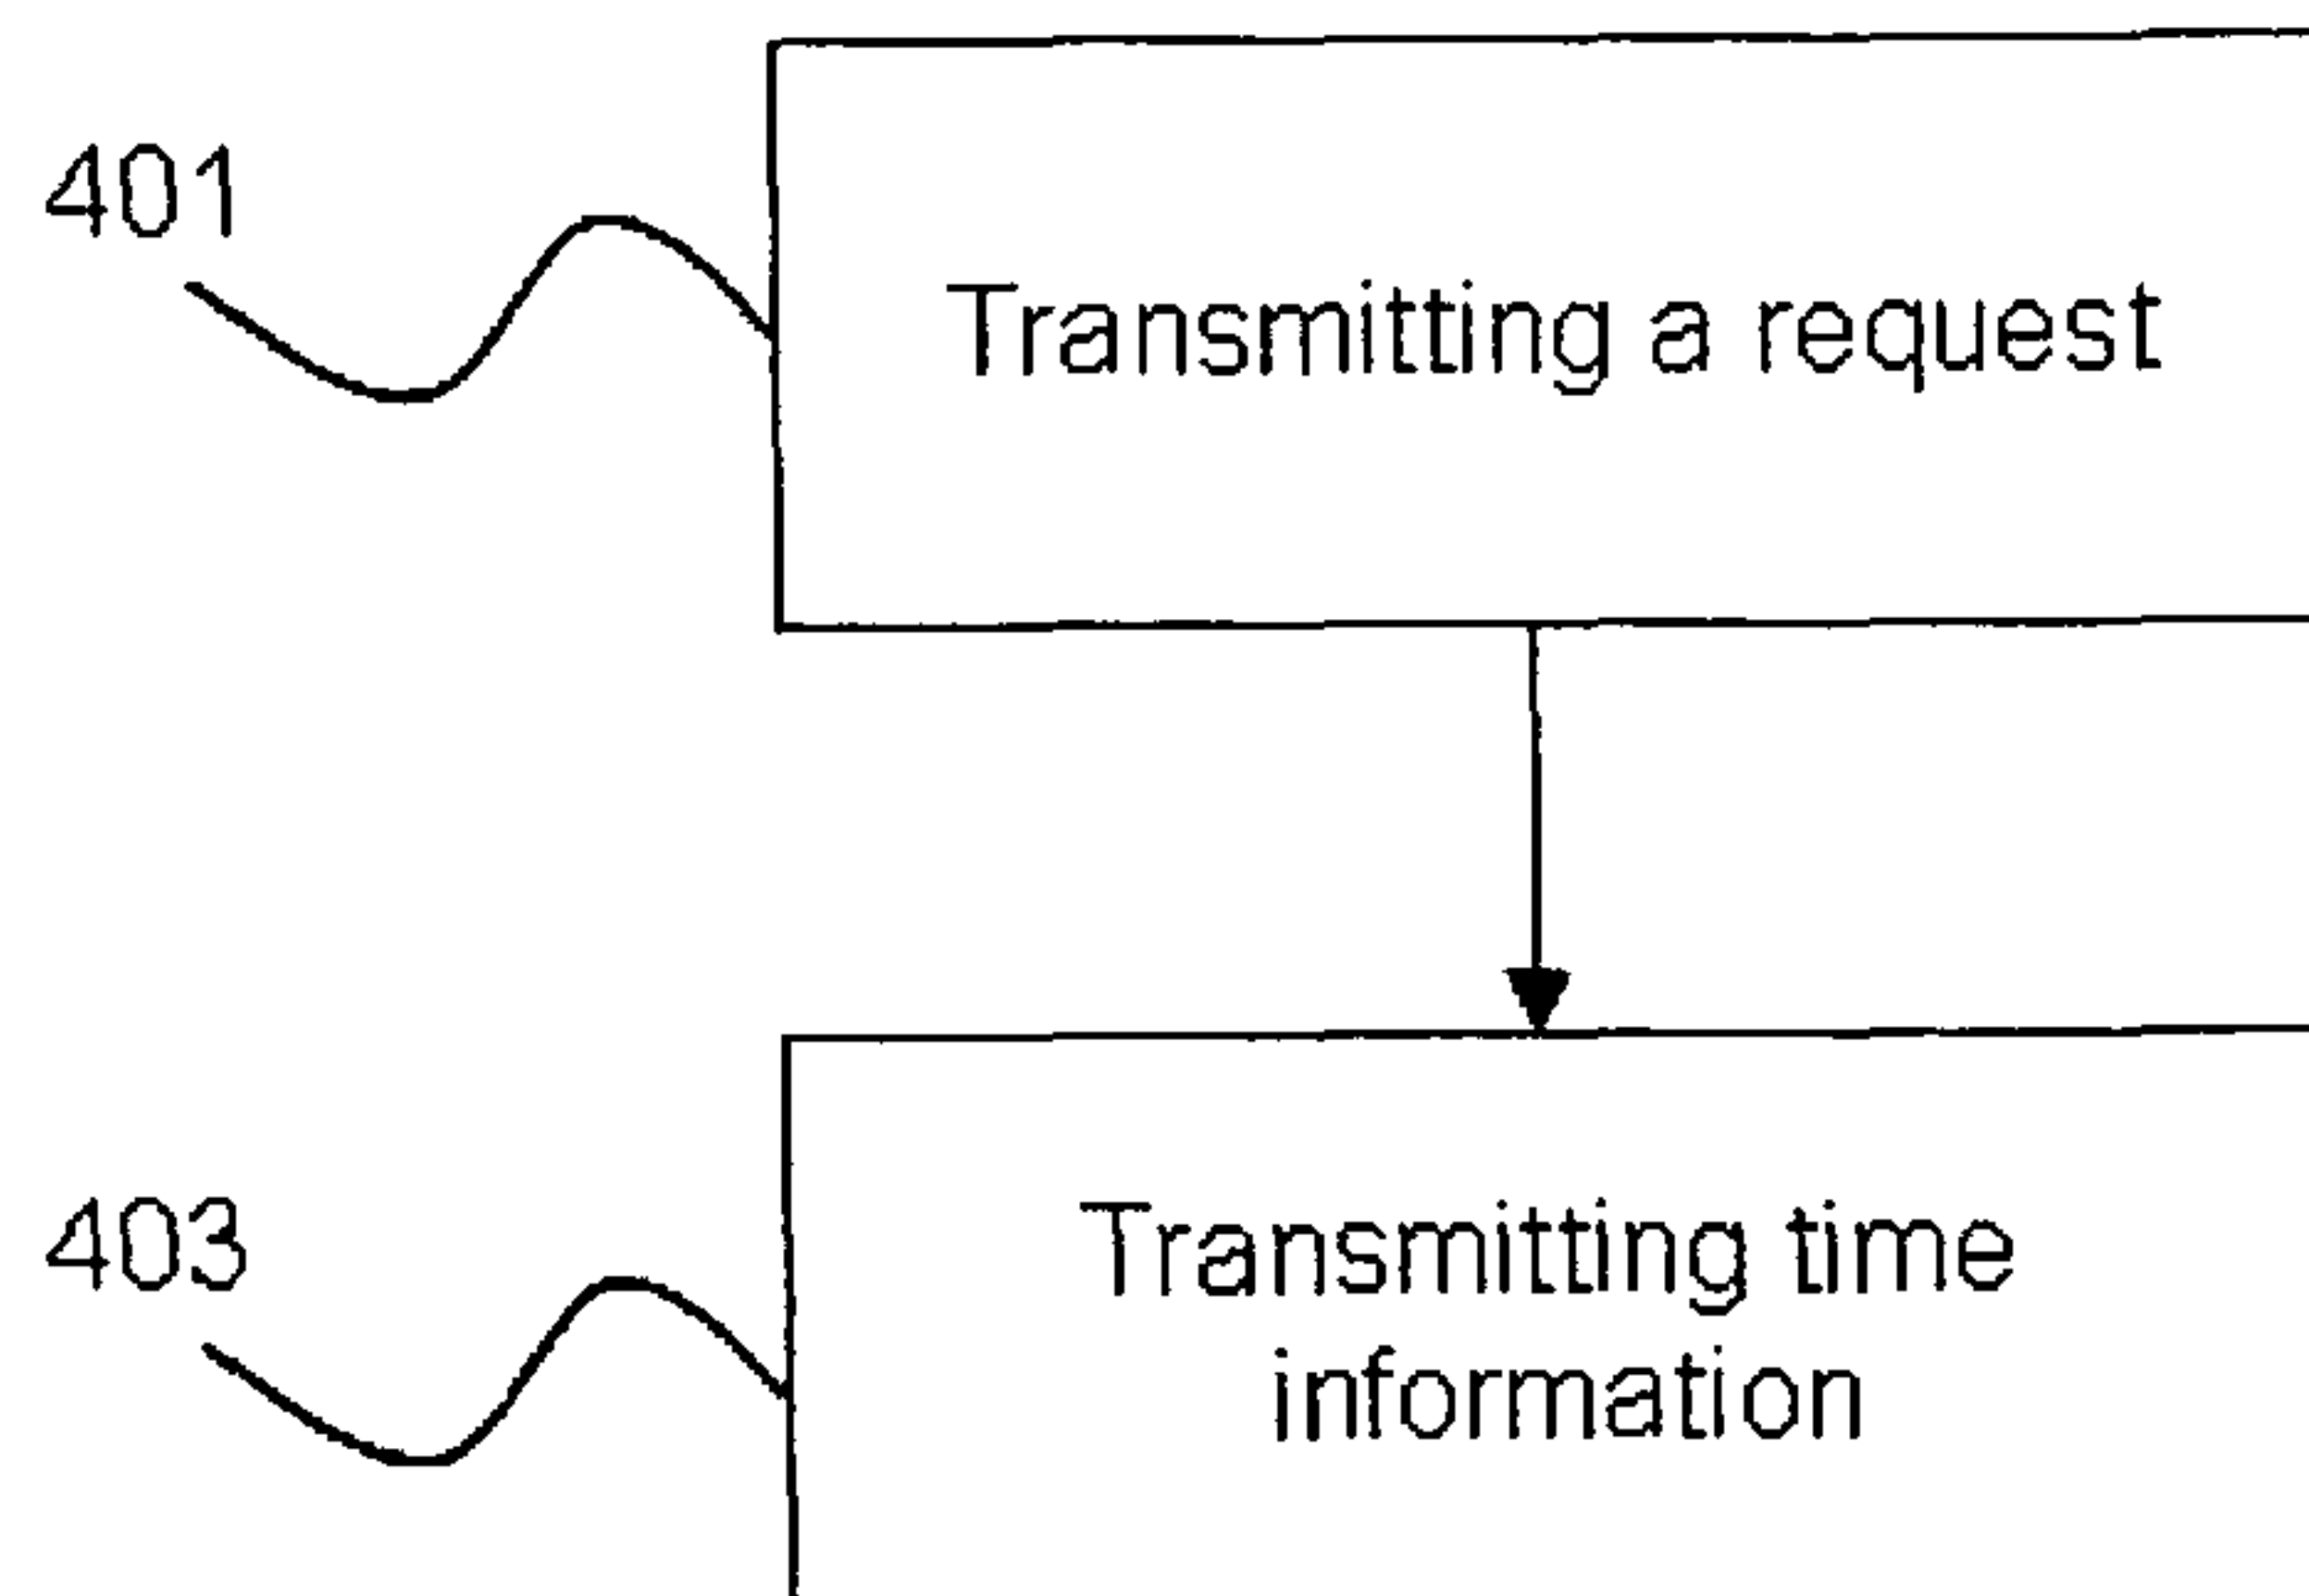 401
Transmitting a request
403
Transmitting time
information